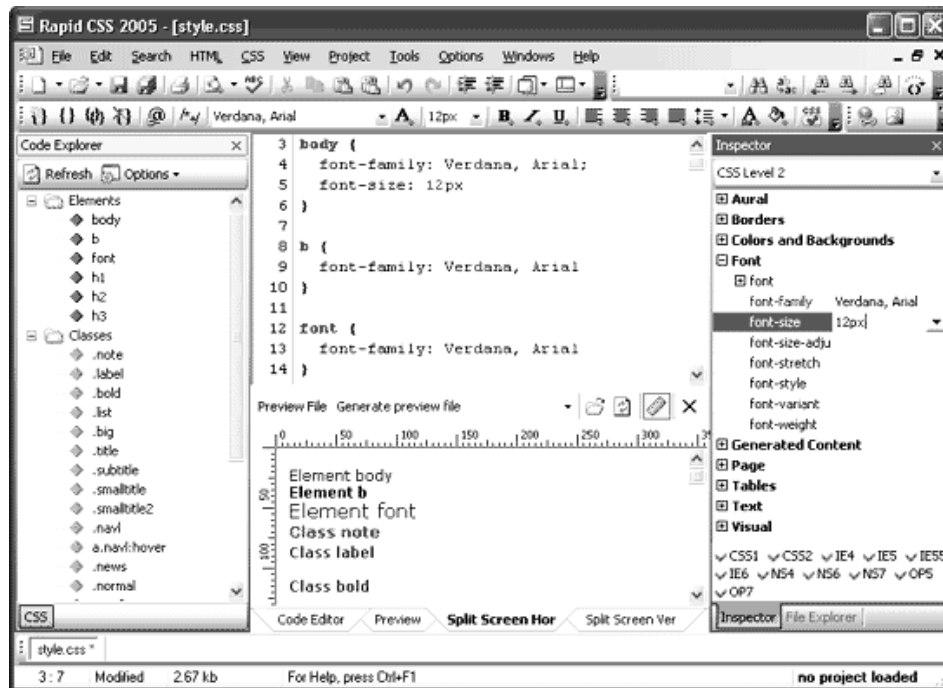 Rapid CSS 2005 - [style.css]
File Edit Search HTML CSS View Project Tools Options Windows Help
Verdana, Arial 12px
Code Explorer
Refresh Options
Elements
body
b
font
h1
h2
h3
Classes
.note
.label
.bold
.list
.big
.title
.subtitle
.smalltitle
.smalltitle2
.navl
a.navl:hover
.news
.normal
CSS
3 body {
4 font-family: Verdana, Arial;
5 font-size: 12px
6 }
7
8 b {
9 font-family: Verdana, Arial
10 }
11
12 font {
13 font-family: Verdana, Arial
14 }
Preview File Generate preview file
0 50 100 150 200 250 300
50
100
Element body
Element b
Element font
Class note
Class label
Class bold
Code Editor Preview Split Screen Hor Split Screen Ver
Inspector
CSS Level 2
Aural
Borders
Colors and Backgrounds
Font
font
font-family Verdana, Arial
font-size 12px
font-size-adju
font-stretch
font-style
font-variant
font-weight
Generated Content
Page
Tables
Text
Visual
CSS1 CSS2 IE4 IE5 IE55
IE6 NS4 NS6 NS7 OP5
OP7
Inspector File Explorer
style.css *
3 : 7 Modified 2.67 kb For Help, press Ctrl+F1 no project loaded